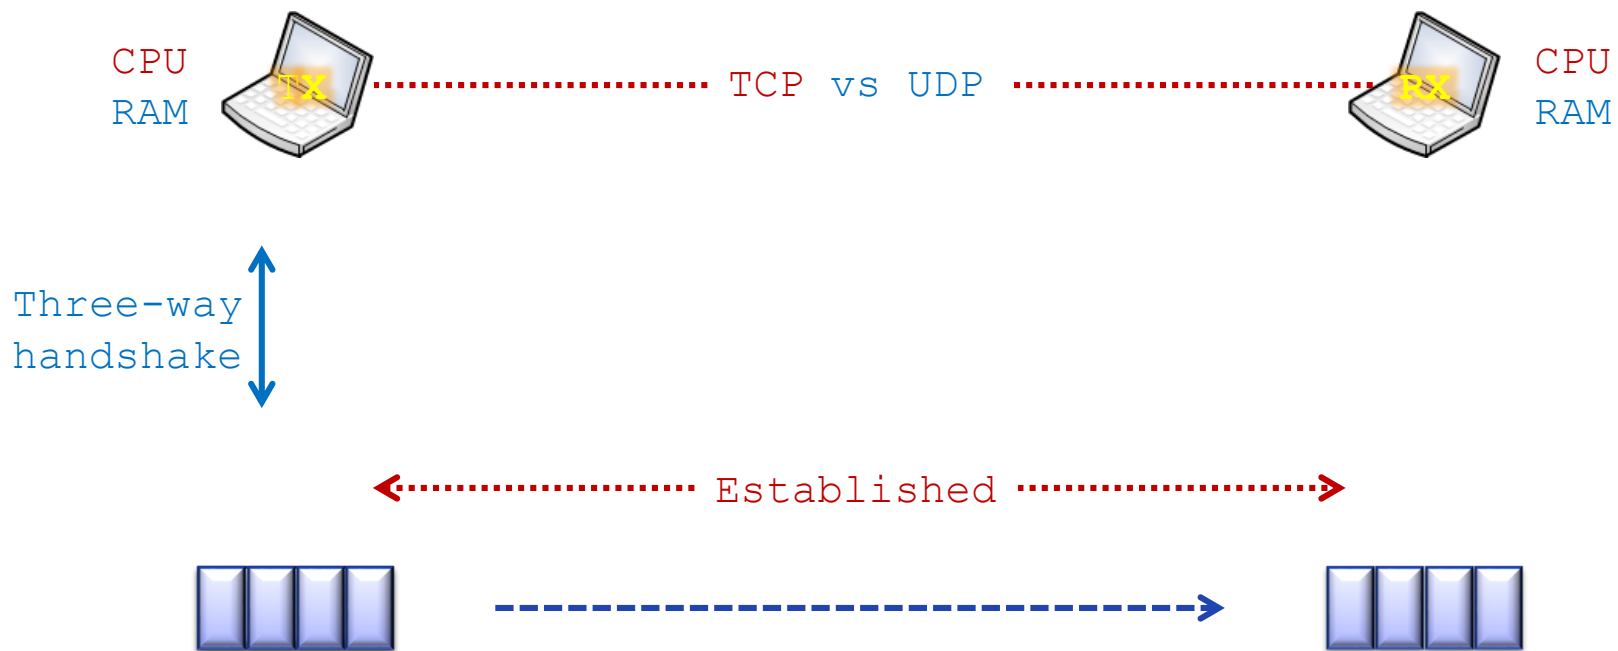 CPU
RAM
TX
TCP vs UDP
RX
CPU
RAM
Three-way
handshake
Established